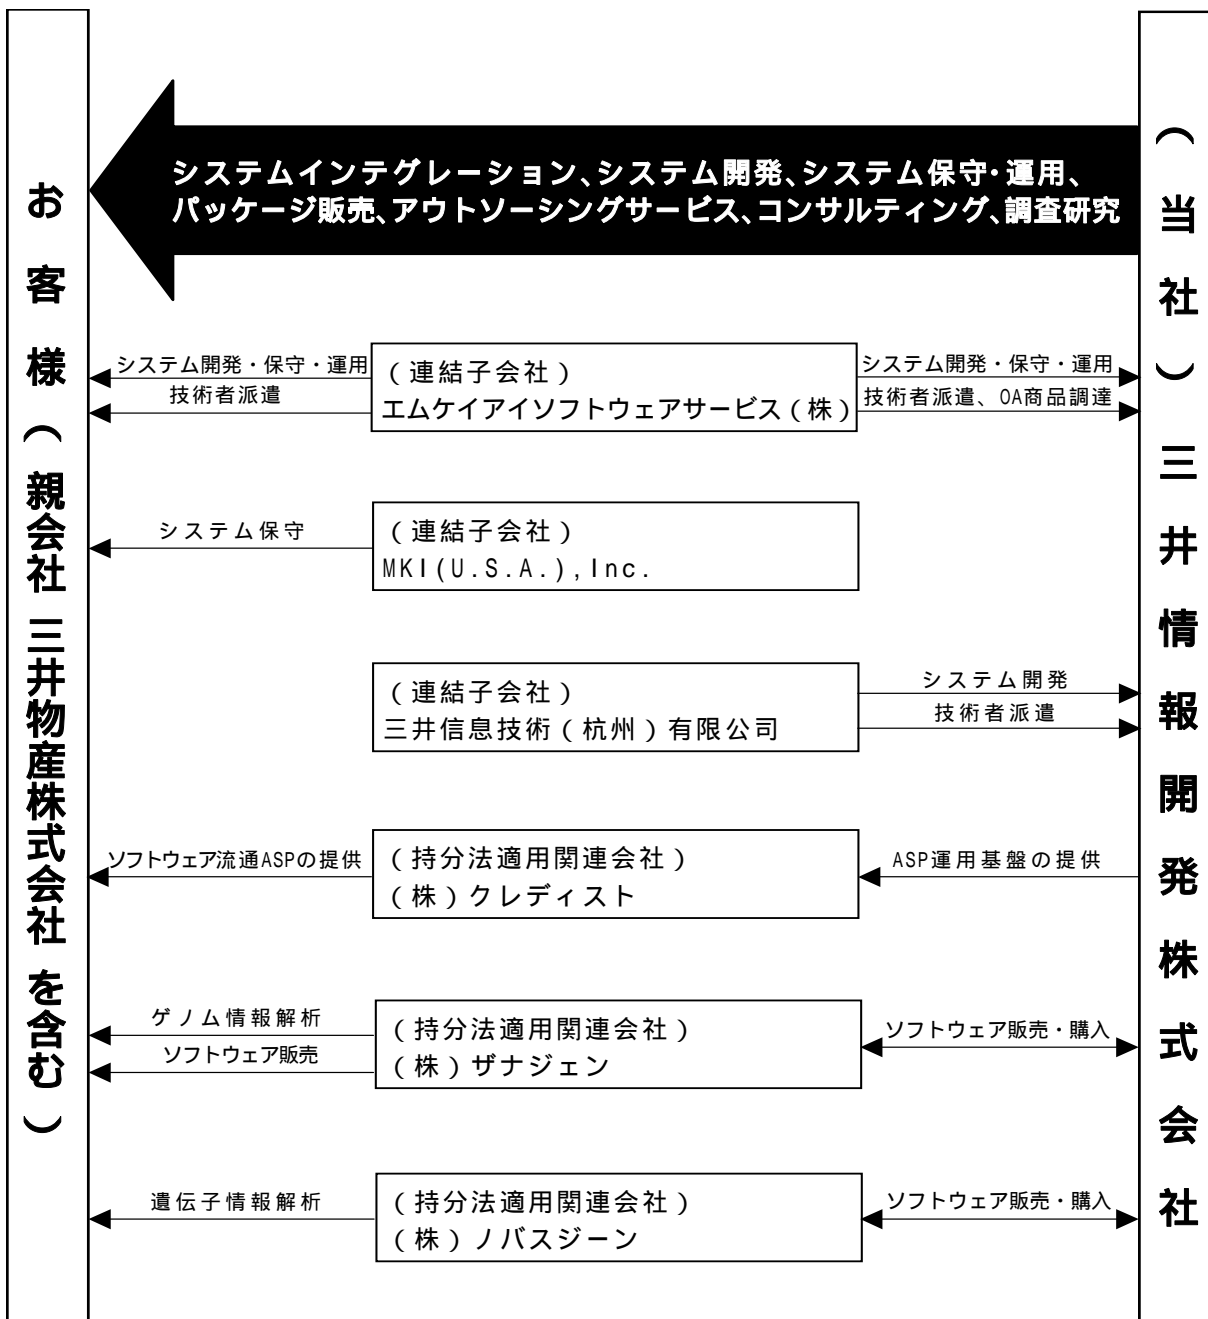 お客様（親会社 三井物産株式会社 を含む）
システムインテグレーション、システム開発、システム保守・運用、
パッケージ販売、アウトソーシングサービス、コンサルティング、調査研究
（当社）三井情報開発株式会社
システム開発・保守・運用
技術者派遣
（連結子会社）
エムケイアイソフトウェアサービス（株）
システム開発・保守・運用
技術者派遣、OA商品調達
システム保守
（連結子会社）
MKI(U.S.A.),Inc.
（連結子会社）
三井信息技術（杭州）有限公司
システム開発
技術者派遣
ソフトウェア流通ASPの提供
（持分法適用関連会社）
（株）クレディスト
ASP運用基盤の提供
ゲノム情報解析
ソフトウェア販売
（持分法適用関連会社）
（株）ザナジェン
ソフトウェア販売・購入
遺伝子情報解析
（持分法適用関連会社）
（株）ノバスジーン
ソフトウェア販売・購入